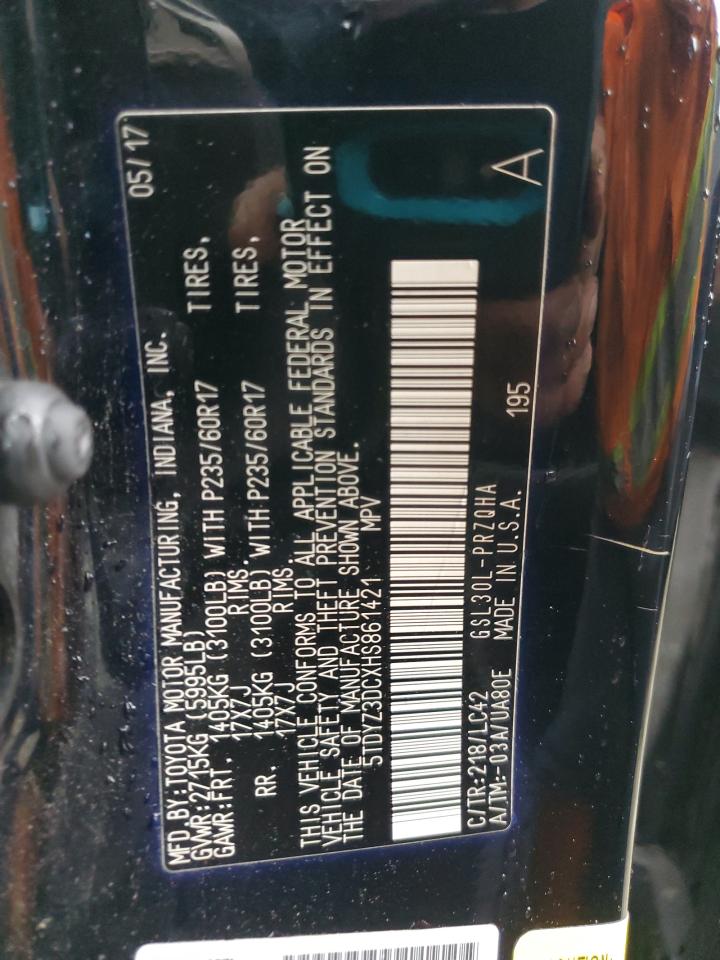 MFD.BY:TOYOTA MOTOR MANUFACTURING, INDIANA, INC. 05/17
GVWR:2715KG (5995LB)
GAWR:FRT. 1405KG (3100LB) WITH P235/60R17 TIRES,
17X7J RIMS.
RR. 1405KG (3100LB) WITH P235/60R17 TIRES,
17X7J RIMS.
THIS VEHICLE CONFORMS TO ALL APPLICABLE FEDERAL MOTOR
VEHICLE SAFETY AND THEFT PREVENTION STANDARDS IN EFFECT ON
THE DATE OF MANUFACTURE SHOWN ABOVE.
5TDYZ3DCXHS861421 MPV
C/TR:218/LC42 GSL30L-PRZQHA
A/TM:-03A/UA80E MADE IN U.S.A. 195 A